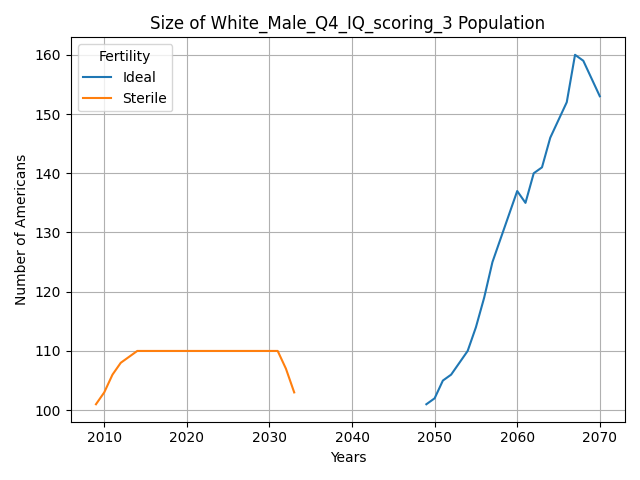 Size of White_Male_Q4_IQ_scoring_3 Population
Fertility
Ideal
Sterile
Number of Americans
160
150
140
130
120
110
100
2010 2020 2030 2040 2050 2060 2070
Years